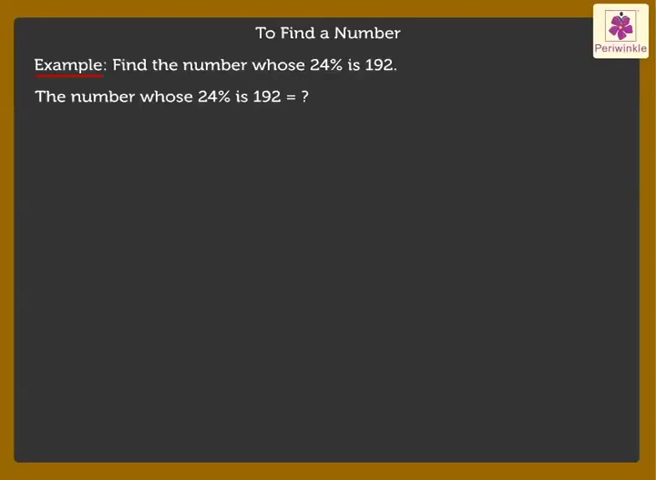 To Find a Number
Periwinkle
Example: Find the number whose 24% is 192.
The number whose 24% is 192 = ?